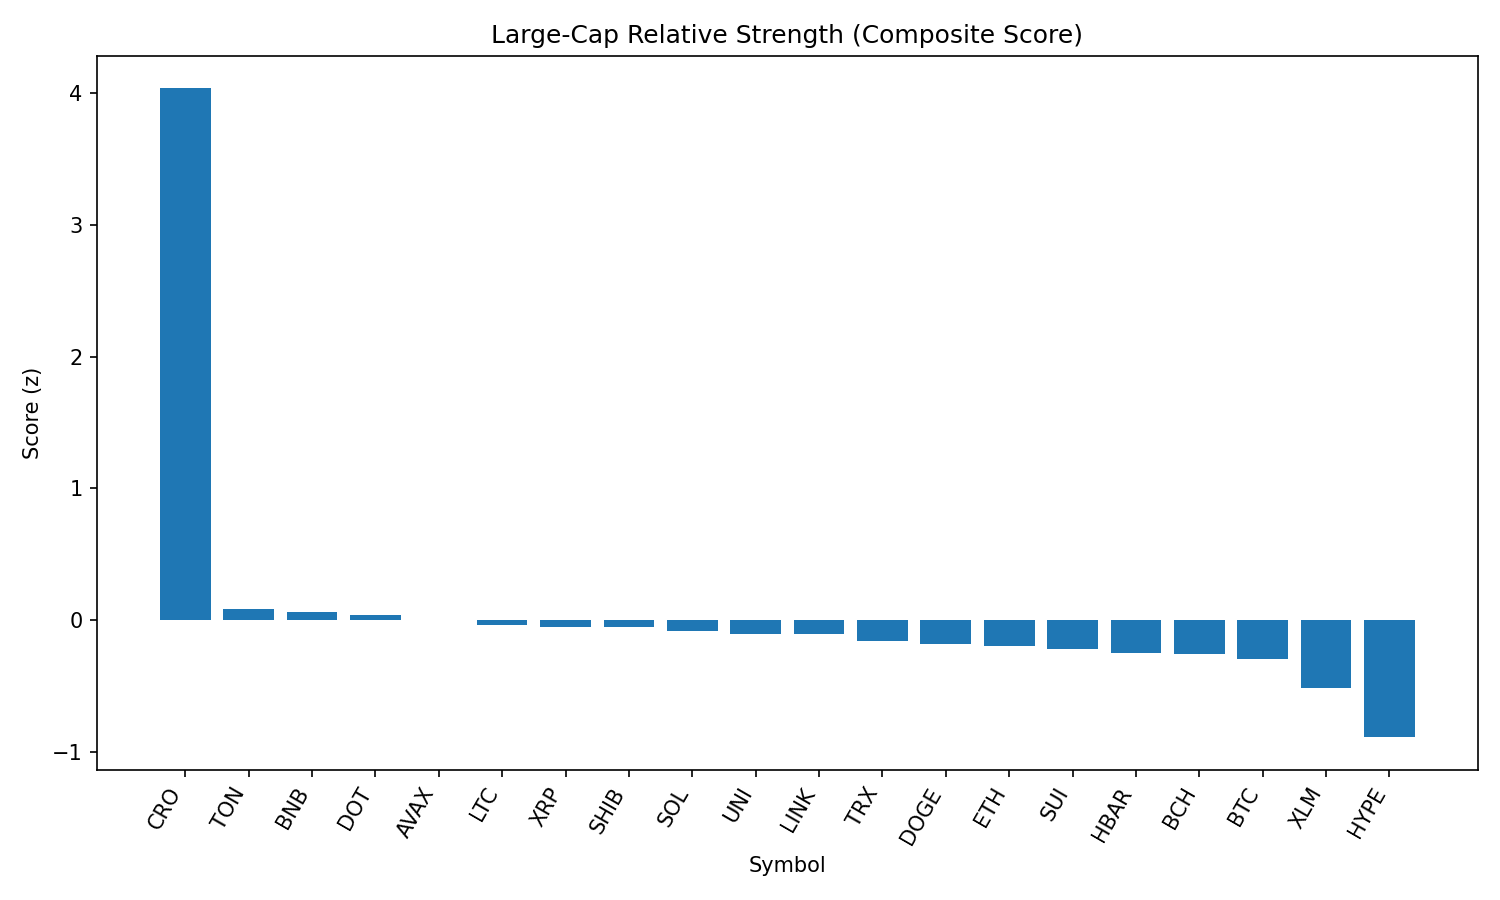 Large-Cap Relative Strength (Composite Score)
4
3
2
1
0
−1
Score (z)
CRO
TON
BNB
DOT
AVAX
LTC
XRP
SHIB
SOL
UNI
LINK
TRX
DOGE
ETH
SUI
HBAR
BCH
BTC
XLM
HYPE
Symbol